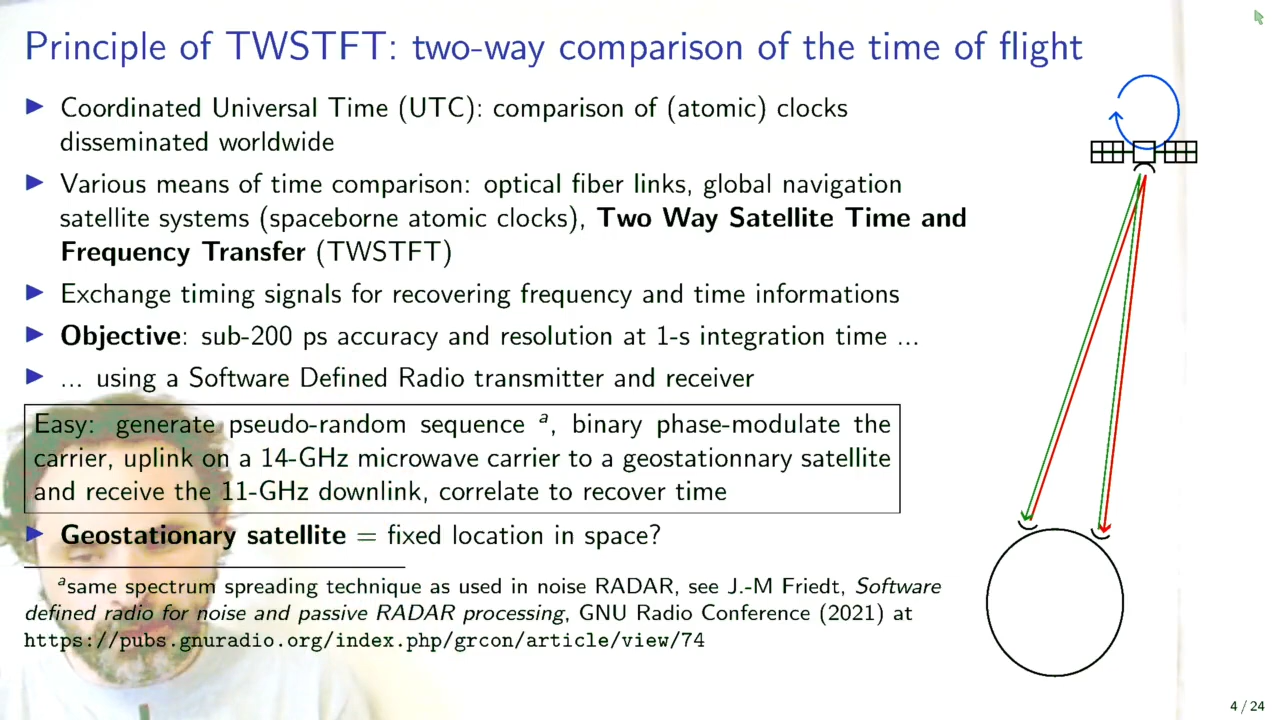 Principle of TWSTFT: two-way comparison of the time of flight
▶ Coordinated Universal Time (UTC): comparison of (atomic) clocks
disseminated worldwide
▶ Various means of time comparison: optical fiber links, global navigation
satellite systems (spaceborne atomic clocks), Two Way Satellite Time and
Frequency Transfer (TWSTFT)
▶ Exchange timing signals for recovering frequency and time informations
▶ Objective: sub-200 ps accuracy and resolution at 1-s integration time ...
▶ ... using a Software Defined Radio transmitter and receiver
Easy: generate pseudo-random sequence a, binary phase-modulate the
carrier, uplink on a 14-GHz microwave carrier to a geostationnary satellite
and receive the 11-GHz downlink, correlate to recover time
▶ Geostationary satellite = fixed location in space?
a same spectrum spreading technique as used in noise RADAR, see J.-M Friedt, Software
defined radio for noise and passive RADAR processing, GNU Radio Conference (2021) at
https://pubs.gnuradio.org/index.php/grcon/article/view/74
4 / 24